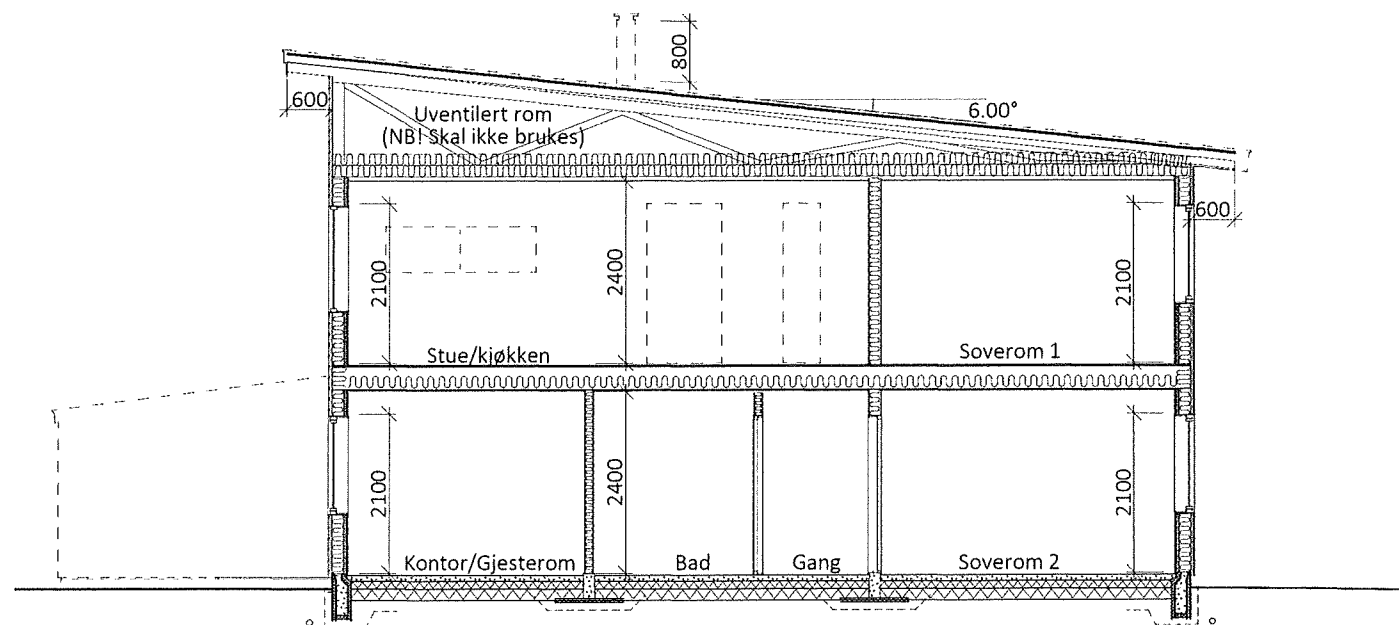 800
600
6.00°
Uventilert rom
(NB! Skal ikke brukes)
600
2100
2400
2100
Stue/kjøkken
Soverom 1
2100
2400
2100
Kontor/Gjesterom
Bad
Gang
Soverom 2